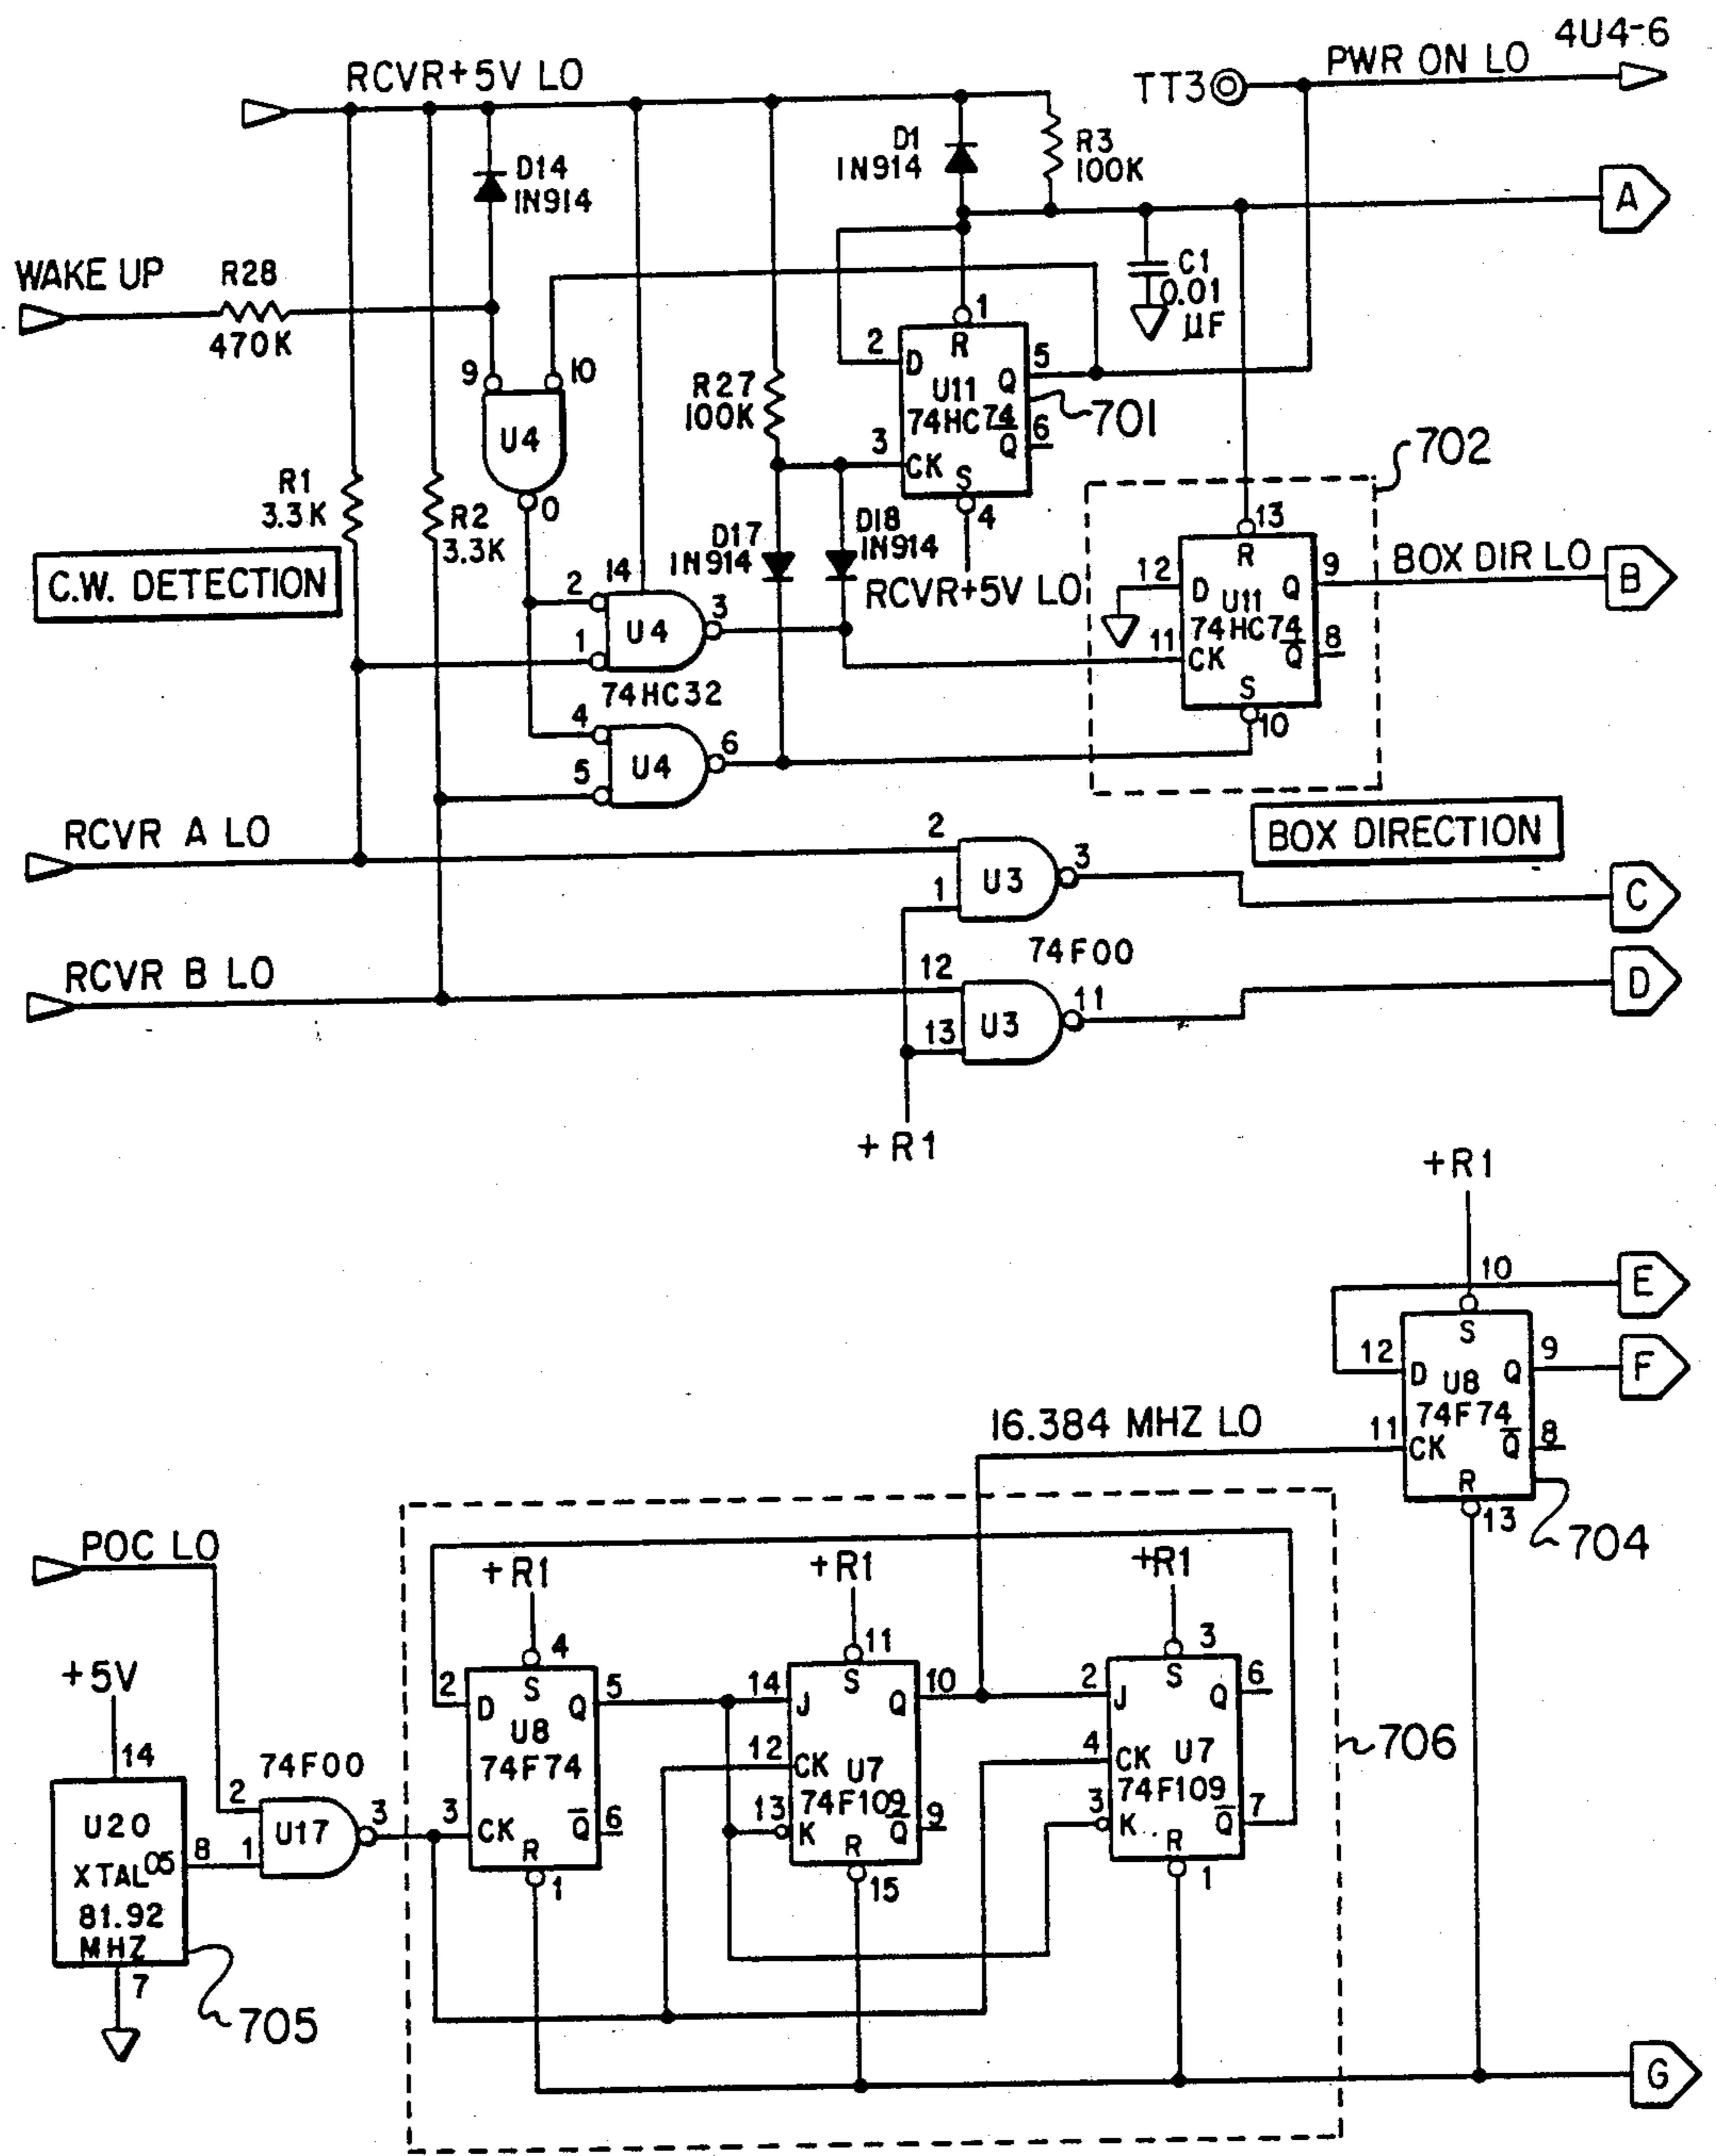 4U4-6
RCVR+5V LO
TT3
PWR ON LO
D14
1N914
D1
1N914
R3
100K
A
WAKE UP
R28
470K
C1
0.01
µF
1
2
D
R
5
Q
U11
74HC74
6
Q̄
3
CK
S
4
701
9
10
U4
0
R27
100K
R1
3.3K
R2
3.3K
702
D17
1N914
D18
1N914
RCVR+5V LO
C.W. DETECTION
2
14
U4
3
1
74HC32
4
U4
6
5
13
R
12
D
9
Q
U11
74HC74
8
Q̄
11
CK
S
10
BOX DIR LO
B
BOX DIRECTION
RCVR A LO
2
U3
3
1
C
74F00
RCVR B LO
12
U3
11
13
D
+R1
+R1
10
E
S
12
D
9
Q
F
U8
74F74
11
CK
8
Q̄
R
13
704
16.384 MHZ LO
POC LO
+R1
+R1
+R1
+5V
14
74F00
2
U17
3
1
U20
XTAL OS
81.92
MHZ
8
7
705
4
S
2
D
5
Q
U8
74F74
3
CK
6
Q̄
R
1
11
S
14
J
10
Q
12
CK
U7
74F109
13
K
9
Q̄
R
15
3
S
2
J
6
Q
4
CK
U7
74F109
3
K
7
Q̄
R
1
706
G